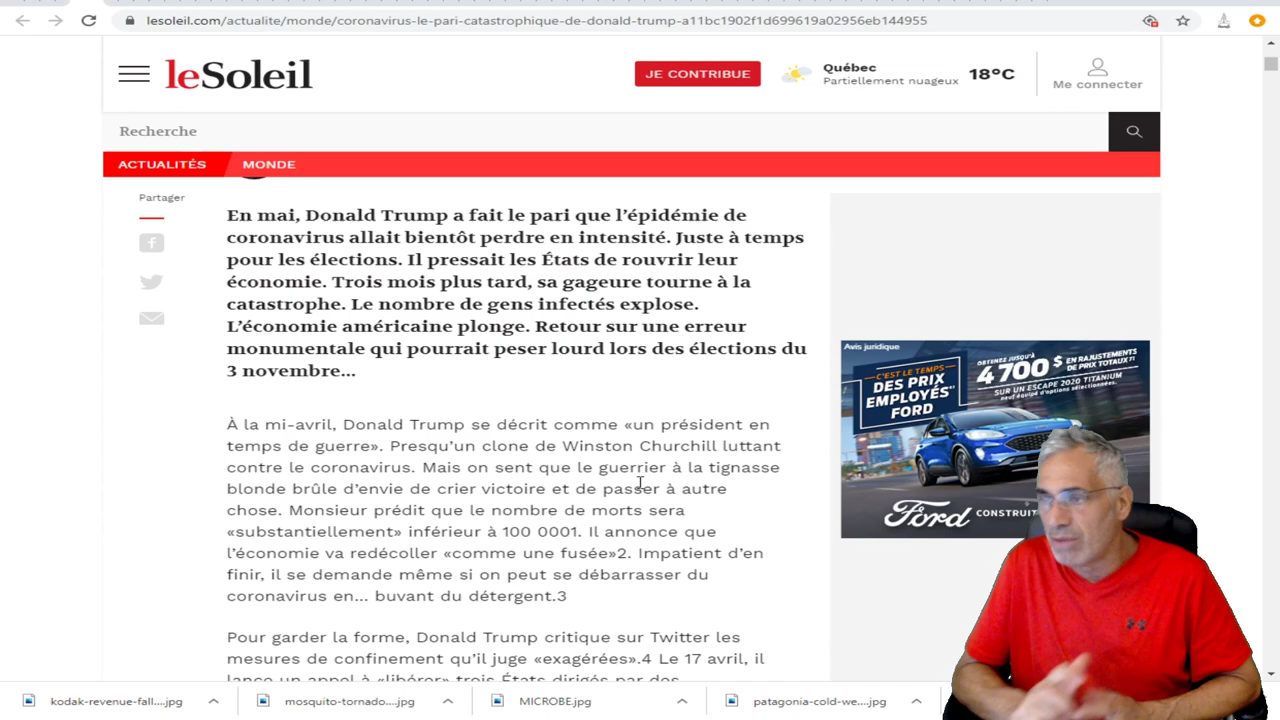 lesoleil.com/actualite/monde/coronavirus-le-pari-catastrophique-de-donald-trump-a11bc1902f1d699619a02956eb144955
leSoleil
JE CONTRIBUE
Québec
Partiellement nuageux
18°C
Me connecter
Recherche
ACTUALITÉS
MONDE
Partager
En mai, Donald Trump a fait le pari que l’épidémie de
coronavirus allait bientôt perdre en intensité. Juste à temps
pour les élections. Il pressait les États de rouvrir leur
économie. Trois mois plus tard, sa gageure tourne à la
catastrophe. Le nombre de gens infectés explose.
L’économie américaine plonge. Retour sur une erreur
monumentale qui pourrait peser lourd lors des élections du
3 novembre...
À la mi-avril, Donald Trump se décrit comme «un président en
temps de guerre». Presqu’un clone de Winston Churchill luttant
contre le coronavirus. Mais on sent que le guerrier à la tignasse
blonde brûle d’envie de crier victoire et de passer à autre
chose. Monsieur prédit que le nombre de morts sera
«substantiellement» inférieur à 100 0001. Il annonce que
l’économie va redécoller «comme une fusée»2. Impatient d’en
finir, il se demande même si on peut se débarrasser du
coronavirus en... buvant du détergent.3
Pour garder la forme, Donald Trump critique sur Twitter les
mesures de confinement qu’il juge «exagérées».4 Le 17 avril, il
lance un appel à «libérer» trois États dirigés par des
Avis juridique
C'EST LE TEMPS
DES PRIX
EMPLOYÉS
FORD
OBTENEZ JUSQU'À
4 700 $ EN RAJUSTEMENTS
DE PRIX TOTAUX
SUR UN ESCAPE 2020 TITANIUM
neuf équipé d'options sélectionnées.
Ford
kodak-revenue-fall....jpg
mosquito-tornado....jpg
MICROBE.jpg
patagonia-cold-we....jpg